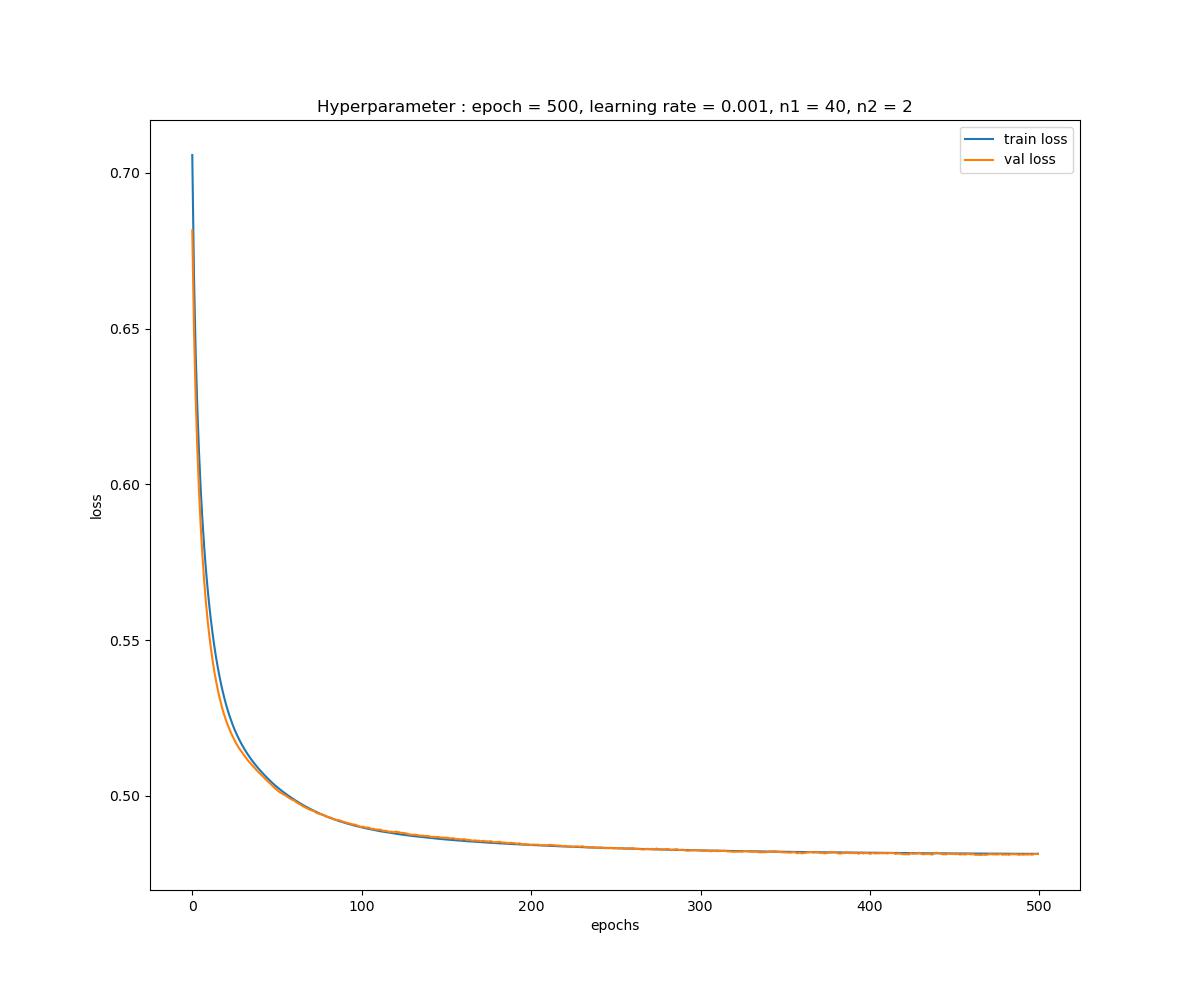 Hyperparameter : epoch = 500, learning rate = 0.001, n1 = 40, n2 = 2
train loss
val loss
0.70
0.65
0.60
0.55
0.50
loss
0 100 200 300 400 500
epochs